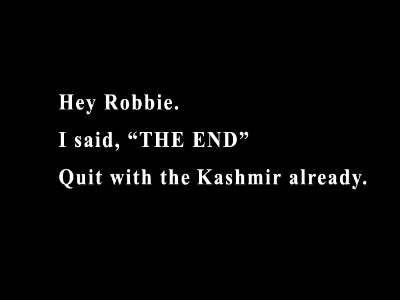 Hey Robbie.
I said, “THE END”
Quit with the Kashmir already.